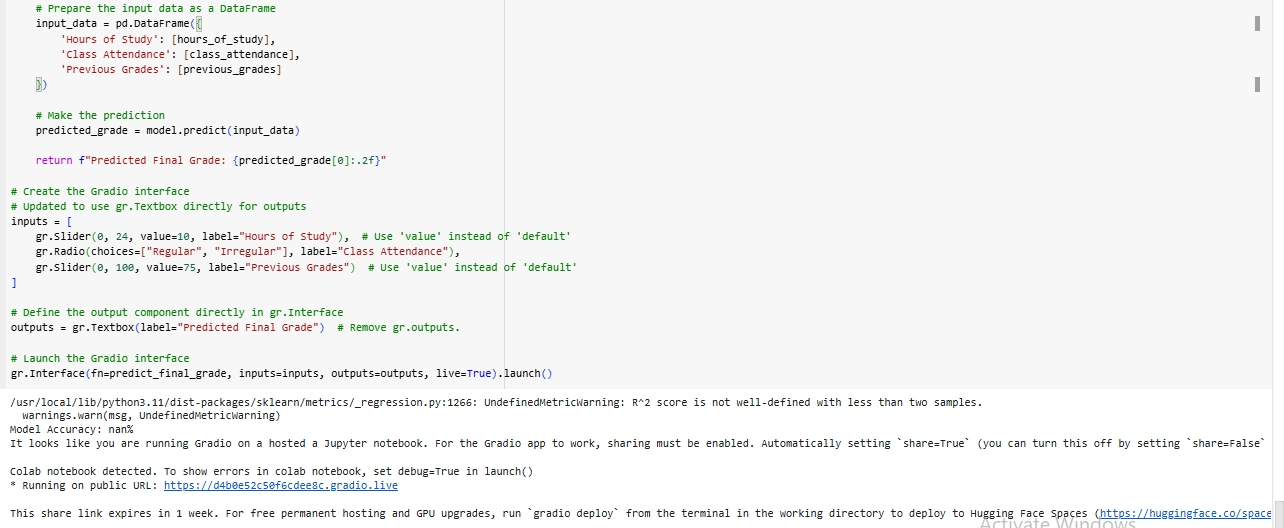 # Prepare the input data as a DataFrame
input_data = pd.DataFrame({
'Hours of Study': [hours_of_study],
'Class Attendance': [class_attendance],
'Previous Grades': [previous_grades]
})
# Make the prediction
predicted_grade = model.predict(input_data)
return f"Predicted Final Grade: {predicted_grade[0]:.2f}"
# Create the Gradio interface
# Updated to use gr.Textbox directly for outputs
inputs = [
gr.Slider(0, 24, value=10, label="Hours of Study"),  # Use 'value' instead of 'default'
gr.Radio(choices=["Regular", "Irregular"], label="Class Attendance"),
gr.Slider(0, 100, value=75, label="Previous Grades")  # Use 'value' instead of 'default'
]
# Define the output component directly in gr.Interface
outputs = gr.Textbox(label="Predicted Final Grade")  # Remove gr.outputs.
# Launch the Gradio interface
gr.Interface(fn=predict_final_grade, inputs=inputs, outputs=outputs, live=True).launch()
/usr/local/lib/python3.11/dist-packages/sklearn/metrics/_regression.py:1266: UndefinedMetricWarning: R^2 score is not well-defined with less than two samples.
warnings.warn(msg, UndefinedMetricWarning)
Model Accuracy: nan%
It looks like you are running Gradio on a hosted a Jupyter notebook. For the Gradio app to work, sharing must be enabled. Automatically setting `share=True` (you can turn this off by setting `share=False`
Colab notebook detected. To show errors in colab notebook, set debug=True in launch()
* Running on public URL: https://d4b0e52c50f6cdee8c.gradio.live
This share link expires in 1 week. For free permanent hosting and GPU upgrades, run `gradio deploy` from the terminal in the working directory to deploy to Hugging Face Spaces (https://huggingface.co/space
Activate Windows